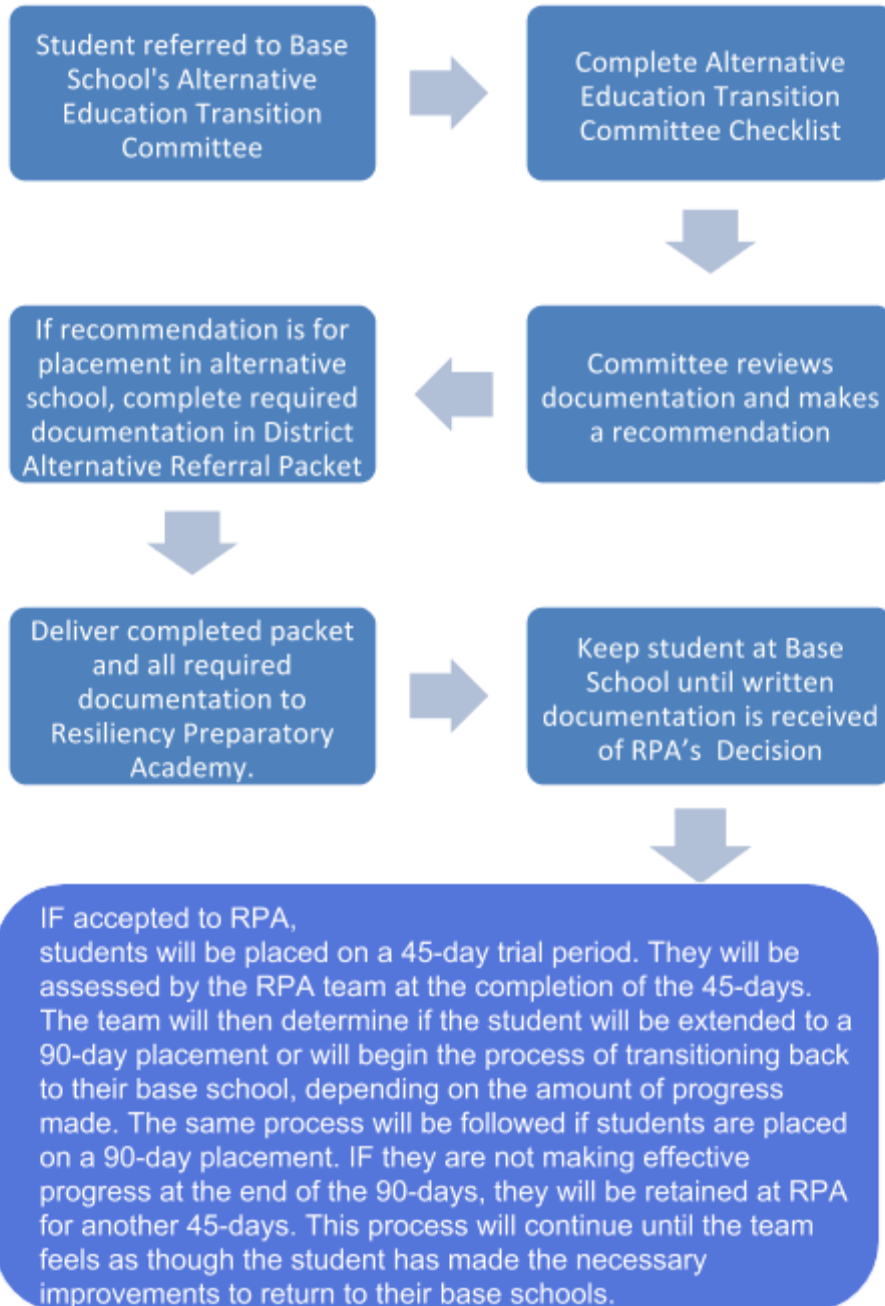 Student referred to Base
School's Alternative
Education Transition
Committee
Complete Alternative
Education Transition
Committee Checklist
Committee reviews
documentation and makes
a recommendation
If recommendation is for
placement in alternative
school, complete required
documentation in District
Alternative Referral Packet
Deliver completed packet
and all required
documentation to
Resiliency Preparatory
Academy.
Keep student at Base
School until written
documentation is received
of RPA’s Decision
IF accepted to RPA,
students will be placed on a 45-day trial period. They will be
assessed by the RPA team at the completion of the 45-days.
The team will then determine if the student will be extended to a
90-day placement or will begin the process of transitioning back
to their base school, depending on the amount of progress
made. The same process will be followed if students are placed
on a 90-day placement. IF they are not making effective
progress at the end of the 90-days, they will be retained at RPA
for another 45-days. This process will continue until the team
feels as though the student has made the necessary
improvements to return to their base schools.